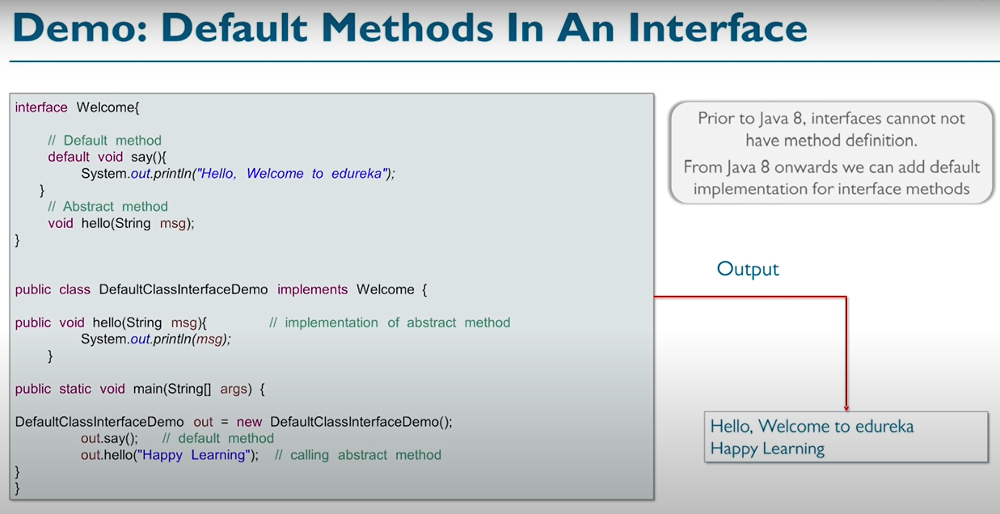 Demo: Default Methods In An Interface
interface Welcome{
// Default method
default void say(){
System.out.println("Hello, Welcome to edureka");
}
// Abstract method
void hello(String msg);
}
public class DefaultClassInterfaceDemo implements Welcome {
public void hello(String msg){ // implementation of abstract method
System.out.println(msg);
}
public static void main(String[] args) {
DefaultClassInterfaceDemo out = new DefaultClassInterfaceDemo();
out.say(); // default method
out.hello("Happy Learning"); // calling abstract method
}
}
Prior to Java 8, interfaces cannot not
have method definition.
From Java 8 onwards we can add default
implementation for interface methods
Output
Hello, Welcome to edureka
Happy Learning